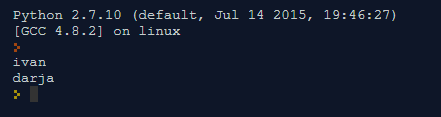 Python 2.7.10 (default, Jul 14 2015, 19:46:27)
[GCC 4.8.2] on linux
>
ivan
darja
>